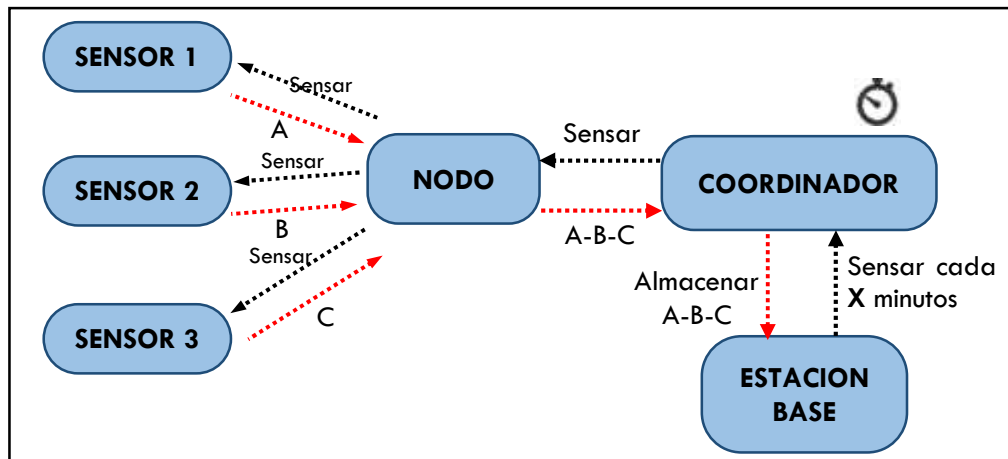 SENSOR 1
Sensar
A
SENSOR 2
Sensar
B
SENSOR 3
Sensar
C
NODO
Sensar
A-B-C
COORDINADOR
Almacenar
A-B-C
Sensar cada
X minutos
ESTACION
BASE